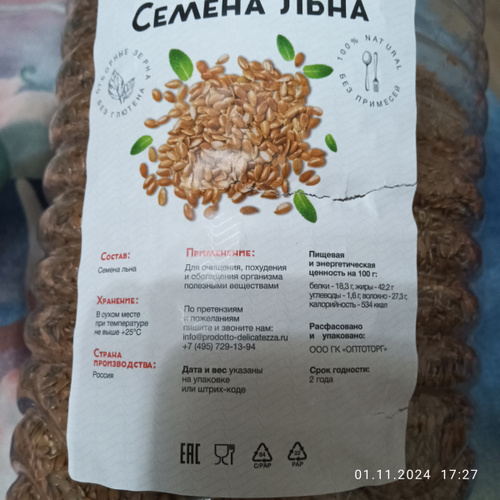 Семена льна
ОТБОРНЫЕ ЗЕРНА
БЕЗ ГЛЮТЕНА
100% NATURAL
БЕЗ ПРИМЕСЕЙ
Состав:
Семена льна
Хранение:
В сухом месте
при температуре
не выше +25°С
Страна
производства:
Россия
Применение:
Для очищения, похудения
и обогащения организма
полезными веществами
По претензиям
и пожеланиям
пишите и звоните нам:
info@prodotto-delicatezza.ru
+7 (495) 729-13-94
Дата и вес указаны
на упаковке
или штрих-коде
Пищевая
и энергетическая
ценность на 100 г:
белки - 18,3 г, жиры - 42,2 г
углеводы - 1,6 г, волокно - 27,3 г,
калорийность - 534 ккал
Расфасовано
и упаковано:
ООО ГК «ОПТОТОРГ»
Срок годности:
2 года
EAC
84
C/PAP
22
PAP
01.11.2024 17:27